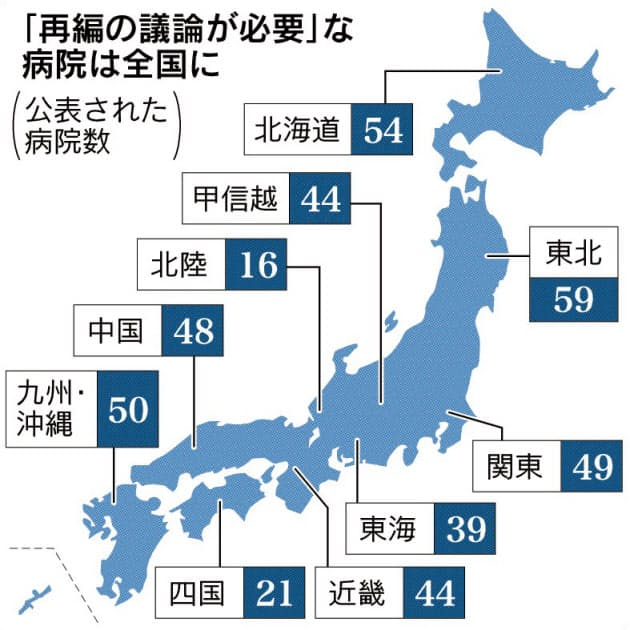 「再編の議論が必要」な
病院は全国に
(公表された
病院数)
北海道 54
甲信越 44
北陸 16
東北
59
中国 48
九州・
沖縄 50
関東 49
東海 39
四国 21
近畿 44